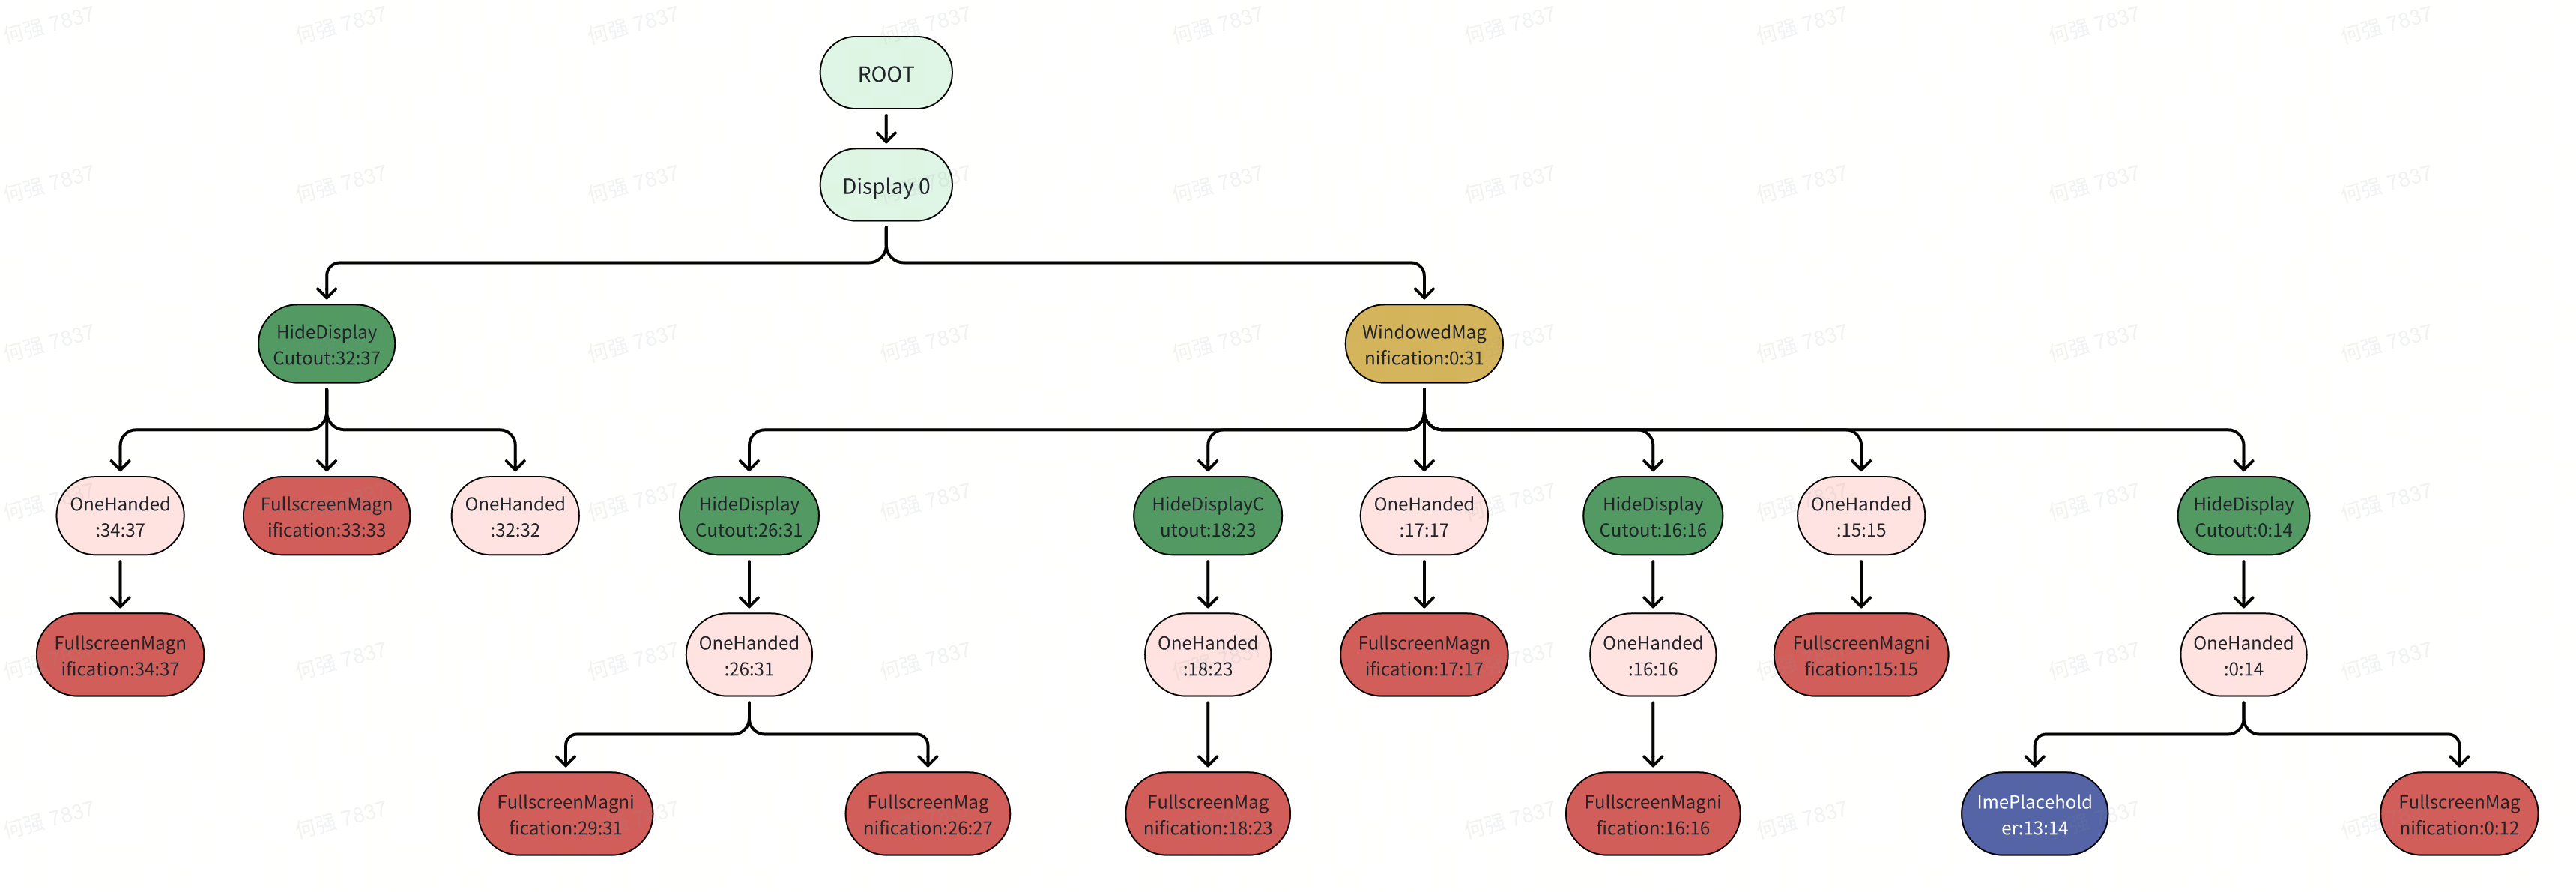 ROOT
Display 0
HideDisplay
Cutout:32:37
WindowedMag
nification:0:31
OneHanded
:34:37
FullscreenMagn
ification:33:33
OneHanded
:32:32
HideDisplay
Cutout:26:31
HideDisplayC
utout:18:23
OneHanded
:17:17
HideDisplay
Cutout:16:16
OneHanded
:15:15
HideDisplay
Cutout:0:14
FullscreenMagn
ification:34:37
OneHanded
:26:31
OneHanded
:18:23
FullscreenMagn
ification:17:17
OneHanded
:16:16
FullscreenMagni
fication:15:15
OneHanded
:0:14
FullscreenMagni
fication:29:31
FullscreenMag
nification:26:27
FullscreenMag
nification:18:23
FullscreenMagni
fication:16:16
ImePlacehold
er:13:14
FullscreenMag
nification:0:12
何强 7837